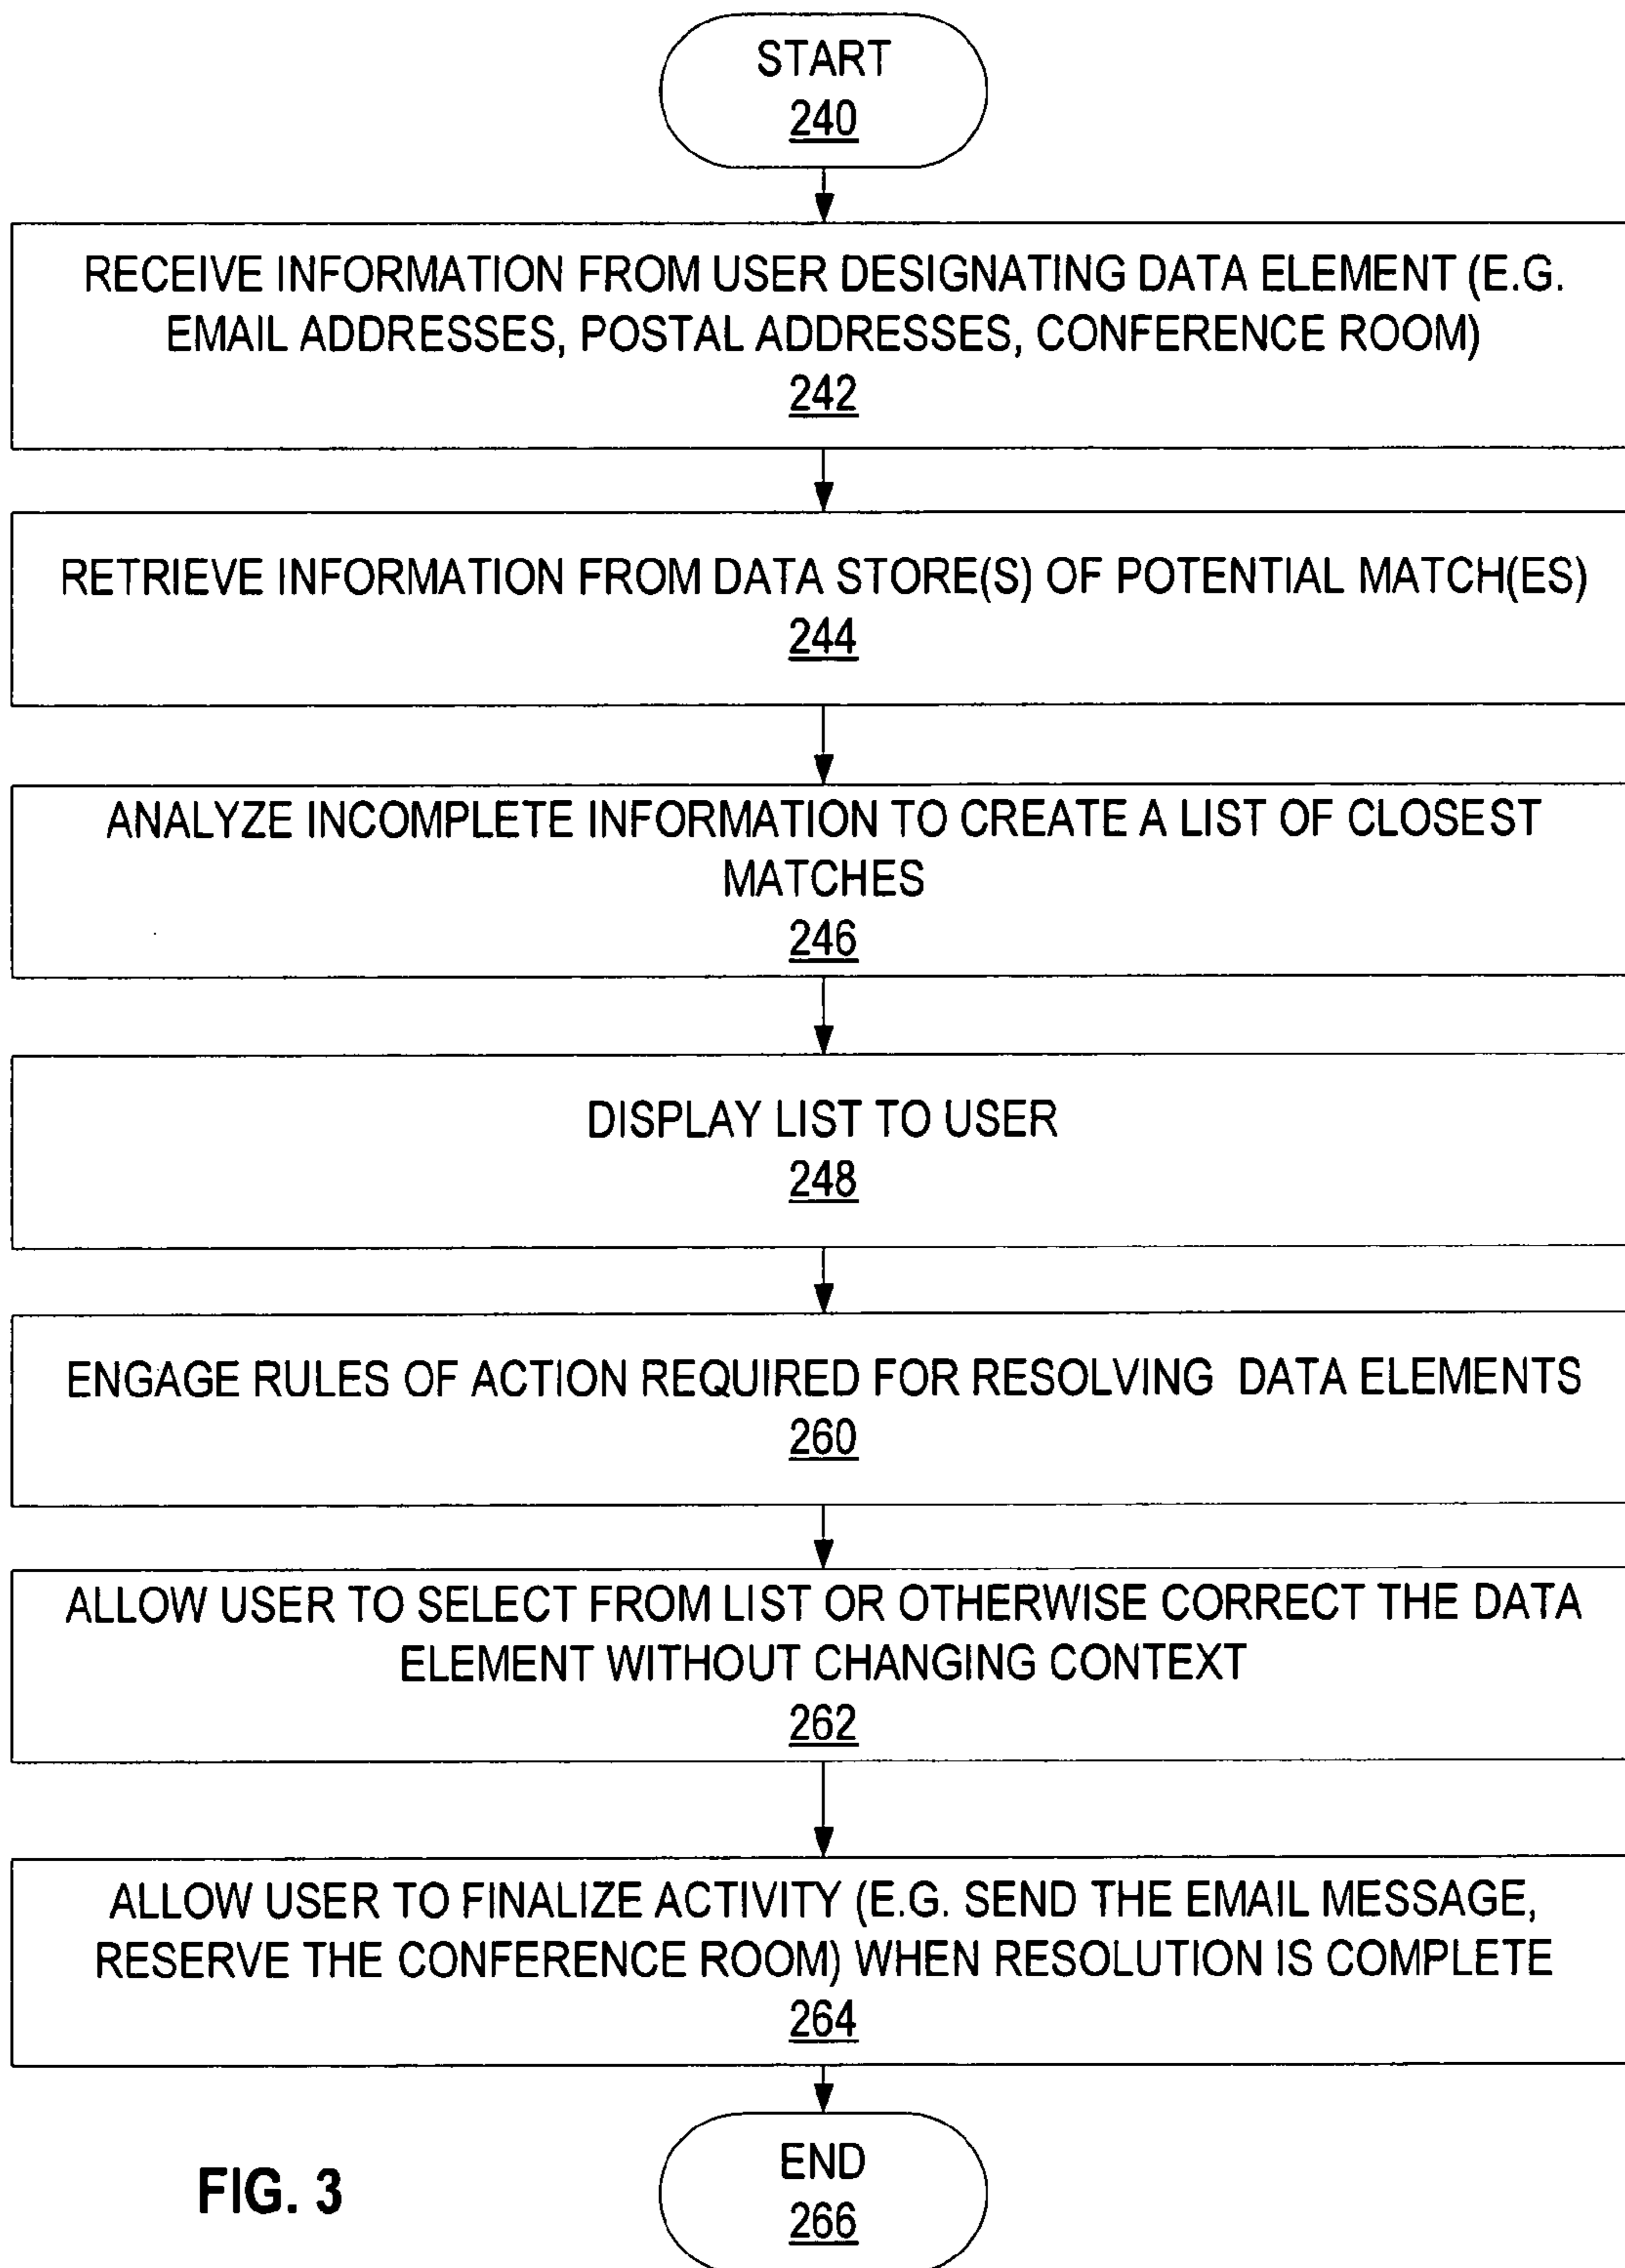 START
240
RECEIVE INFORMATION FROM USER DESIGNATING DATA ELEMENT (E.G.
EMAIL ADDRESSES, POSTAL ADDRESSES, CONFERENCE ROOM)
242
RETRIEVE INFORMATION FROM DATA STORE(S) OF POTENTIAL MATCH(ES)
244
ANALYZE INCOMPLETE INFORMATION TO CREATE A LIST OF CLOSEST
MATCHES
246
DISPLAY LIST TO USER
248
ENGAGE RULES OF ACTION REQUIRED FOR RESOLVING DATA ELEMENTS
260
ALLOW USER TO SELECT FROM LIST OR OTHERWISE CORRECT THE DATA
ELEMENT WITHOUT CHANGING CONTEXT
262
ALLOW USER TO FINALIZE ACTIVITY (E.G. SEND THE EMAIL MESSAGE,
RESERVE THE CONFERENCE ROOM) WHEN RESOLUTION IS COMPLETE
264
END
266
FIG. 3